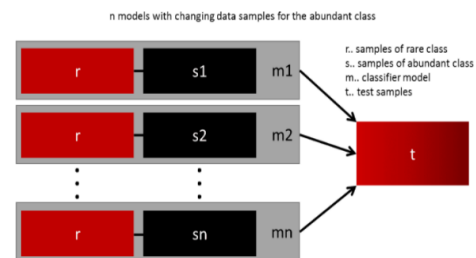 n models with changing data samples for the abundant class
r.. samples of rare class
s.. samples of abundant class
m.. classifier model
t.. test samples
r s1 m1
r s2 m2
t
r sn mn